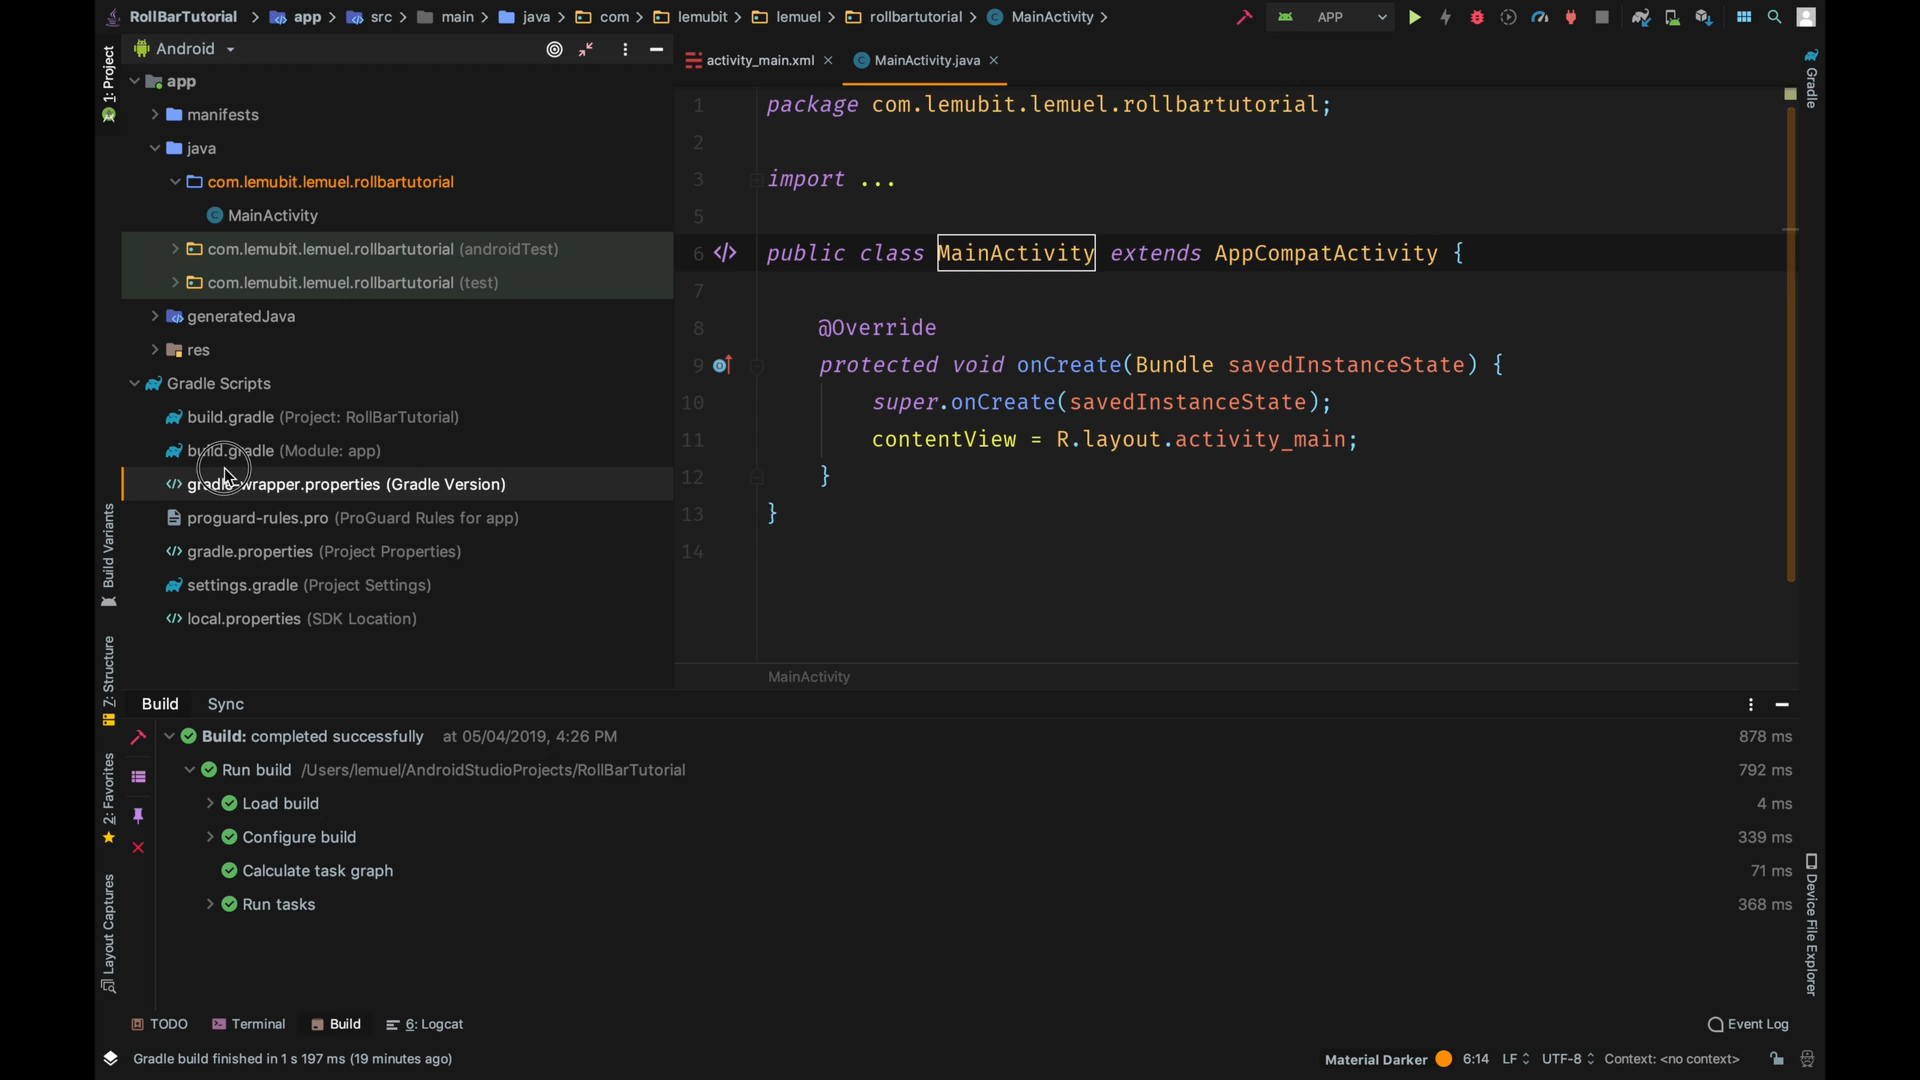 RollBarTutorial > app > src > main > java > com > lemubit > lemuel > rollbartutorial > MainActivity >
APP
1: Project
Android
activity_main.xml
MainActivity.java
Gradle
app
manifests
java
com.lemubit.lemuel.rollbartutorial
MainActivity
com.lemubit.lemuel.rollbartutorial (androidTest)
com.lemubit.lemuel.rollbartutorial (test)
generatedJava
res
Gradle Scripts
build.gradle (Project: RollBarTutorial)
build.gradle (Module: app)
gradle-wrapper.properties (Gradle Version)
proguard-rules.pro (ProGuard Rules for app)
gradle.properties (Project Properties)
settings.gradle (Project Settings)
local.properties (SDK Location)
1 package com.lemubit.lemuel.rollbartutorial;
2
3 import ...
5
6 public class MainActivity extends AppCompatActivity {
7
8 @Override
9 protected void onCreate(Bundle savedInstanceState) {
10 super.onCreate(savedInstanceState);
11 contentView = R.layout.activity_main;
12 }
13 }
14
MainActivity
Build Variants
7: Structure
2: Favorites
Layout Captures
Build Sync
Build: completed successfully at 05/04/2019, 4:26 PM 878 ms
Run build /Users/lemuel/AndroidStudioProjects/RollBarTutorial 792 ms
Load build 4 ms
Configure build 339 ms
Calculate task graph 71 ms
Run tasks 368 ms
Device File Explorer
TODO Terminal Build 6: Logcat Event Log
Gradle build finished in 1 s 197 ms (19 minutes ago) Material Darker 6:14 LF UTF-8 Context: <no context>